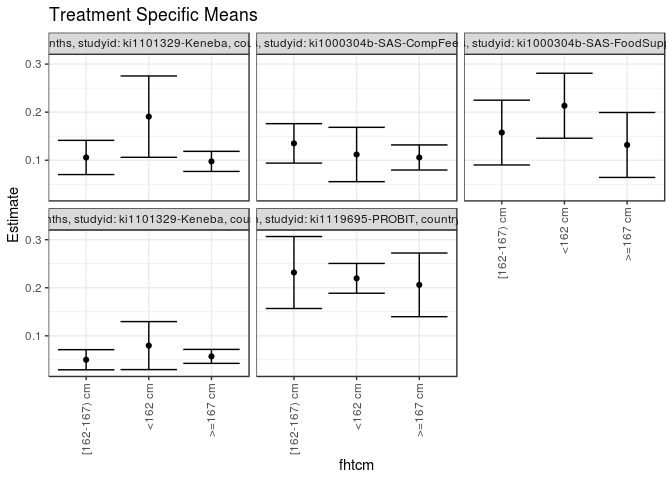 Treatment Specific Means
nths, studyid: ki1101329-Keneba, cou
, studyid: ki1000304b-SAS-CompFee
, studyid: ki1000304b-SAS-FoodSupp
0.3
0.2
0.1
nths, studyid: ki1101329-Keneba, cou
, studyid: ki1119695-PROBIT, country
0.3
0.2
0.1
Estimate
[162-167) cm
<162 cm
>=167 cm
[162-167) cm
<162 cm
>=167 cm
[162-167) cm
<162 cm
>=167 cm
fhtcm